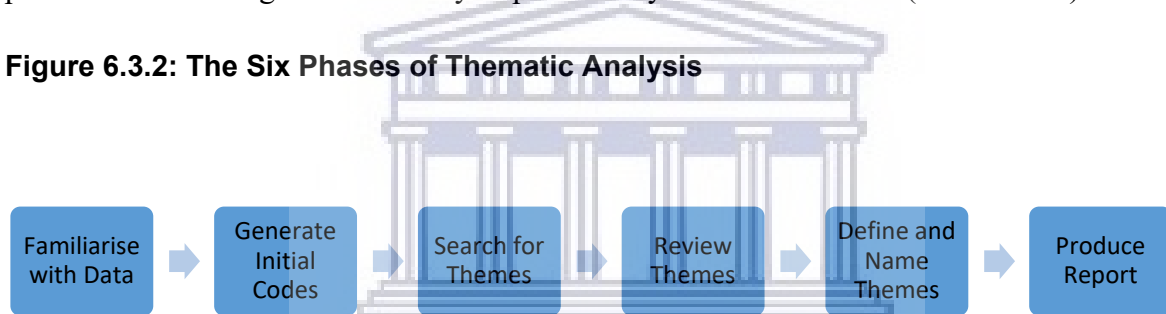 Figure 6.3.2: The Six Phases of Thematic Analysis
Familiarise
with Data
Generate
Initial
Codes
Search for
Themes
Review
Themes
Define and
Name
Themes
Produce
Report